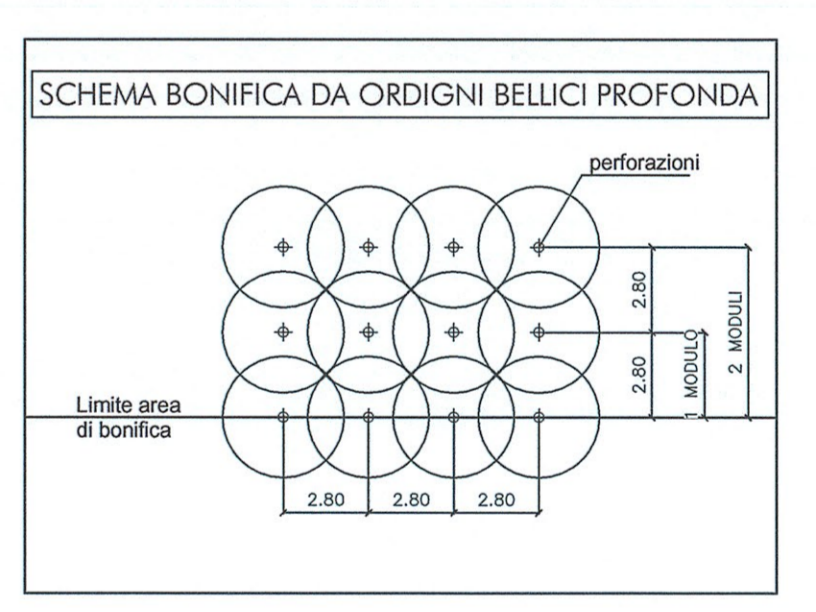 SCHEMA BONIFICA DA ORDIGNI BELLICI PROFONDA
perforazioni
2.80
2.80
1 MODULO
2 MODULI
Limite area
di bonifica
2.80
2.80
2.80